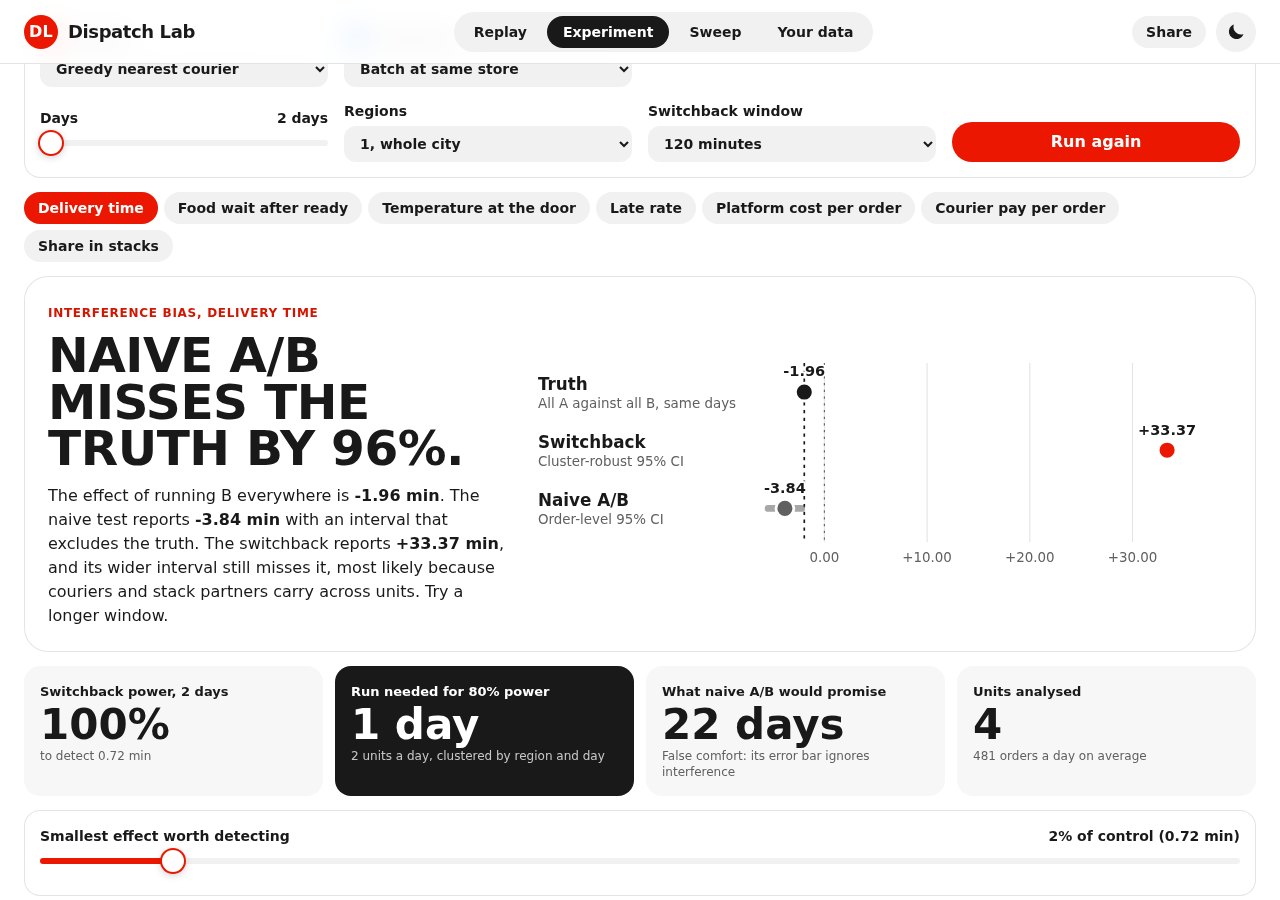 DL Dispatch Lab
Replay Experiment Sweep Your data
Share
Greedy nearest courier
Batch at same store
Days 2 days
Regions
1, whole city
Switchback window
120 minutes
Run again
Delivery time
Food wait after ready
Temperature at the door
Late rate
Platform cost per order
Courier pay per order
Share in stacks
INTERFERENCE BIAS, DELIVERY TIME
NAIVE A/B
MISSES THE
TRUTH BY 96%.
The effect of running B everywhere is -1.96 min. The
naive test reports -3.84 min with an interval that
excludes the truth. The switchback reports +33.37 min,
and its wider interval still misses it, most likely because
couriers and stack partners carry across units. Try a
longer window.
Truth
All A against all B, same days
Switchback
Cluster-robust 95% CI
Naive A/B
Order-level 95% CI
-1.96
+33.37
-3.84
0.00 +10.00 +20.00 +30.00
Switchback power, 2 days
100%
to detect 0.72 min
Run needed for 80% power
1 day
2 units a day, clustered by region and day
What naive A/B would promise
22 days
False comfort: its error bar ignores
interference
Units analysed
4
481 orders a day on average
Smallest effect worth detecting 2% of control (0.72 min)